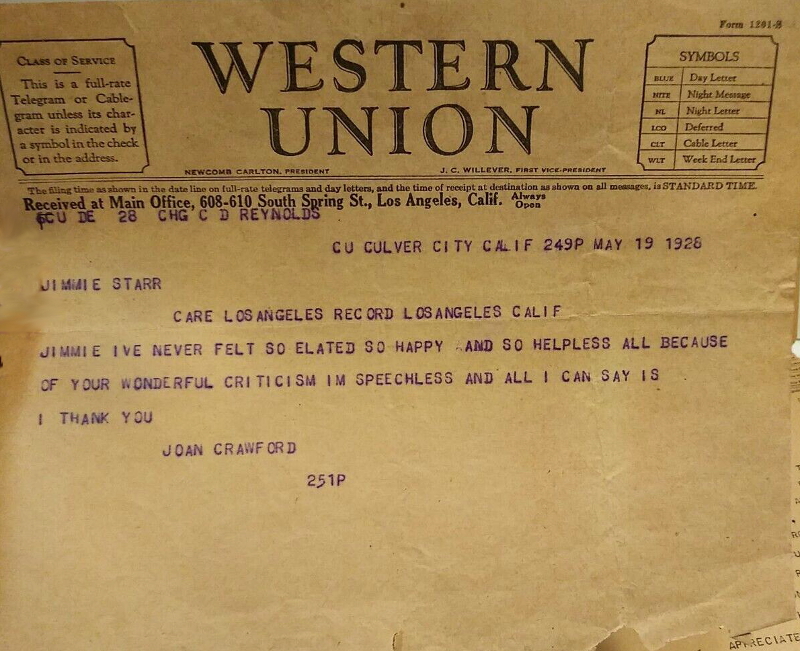 Form 1201-B
CLASS OF SERVICE
This is a full-rate
Telegram or Cable-
gram unless its char-
acter is indicated by
a symbol in the check
or in the address.
WESTERN
UNION
SYMBOLS
BLUE Day Letter
NITE Night Message
NL Night Letter
LCO Deferred
CLT Cable Letter
WLT Week End Letter
NEWCOMB CARLTON, PRESIDENT
J. C. WILLEVER, FIRST VICE-PRESIDENT
The filing time as shown in the date line on full-rate telegrams and day letters, and the time of receipt at destination as shown on all messages, is STANDARD TIME.
Received at Main Office, 608-610 South Spring St., Los Angeles, Calif. Always Open
CU DE 28 CHG C D REYNOLDS
CU CULVER CITY CALIF 249P MAY 19 1928
JIMMIE STARR
CARE LOSANGELES RECORD LOSANGELES CALIF
JIMMIE IVE NEVER FELT SO ELATED SO HAPPY AND SO HELPLESS ALL BECAUSE
OF YOUR WONDERFUL CRITICISM IM SPEECHLESS AND ALL I CAN SAY IS
I THANK YOU
JOAN CRAWFORD
251P
APPRECIATE